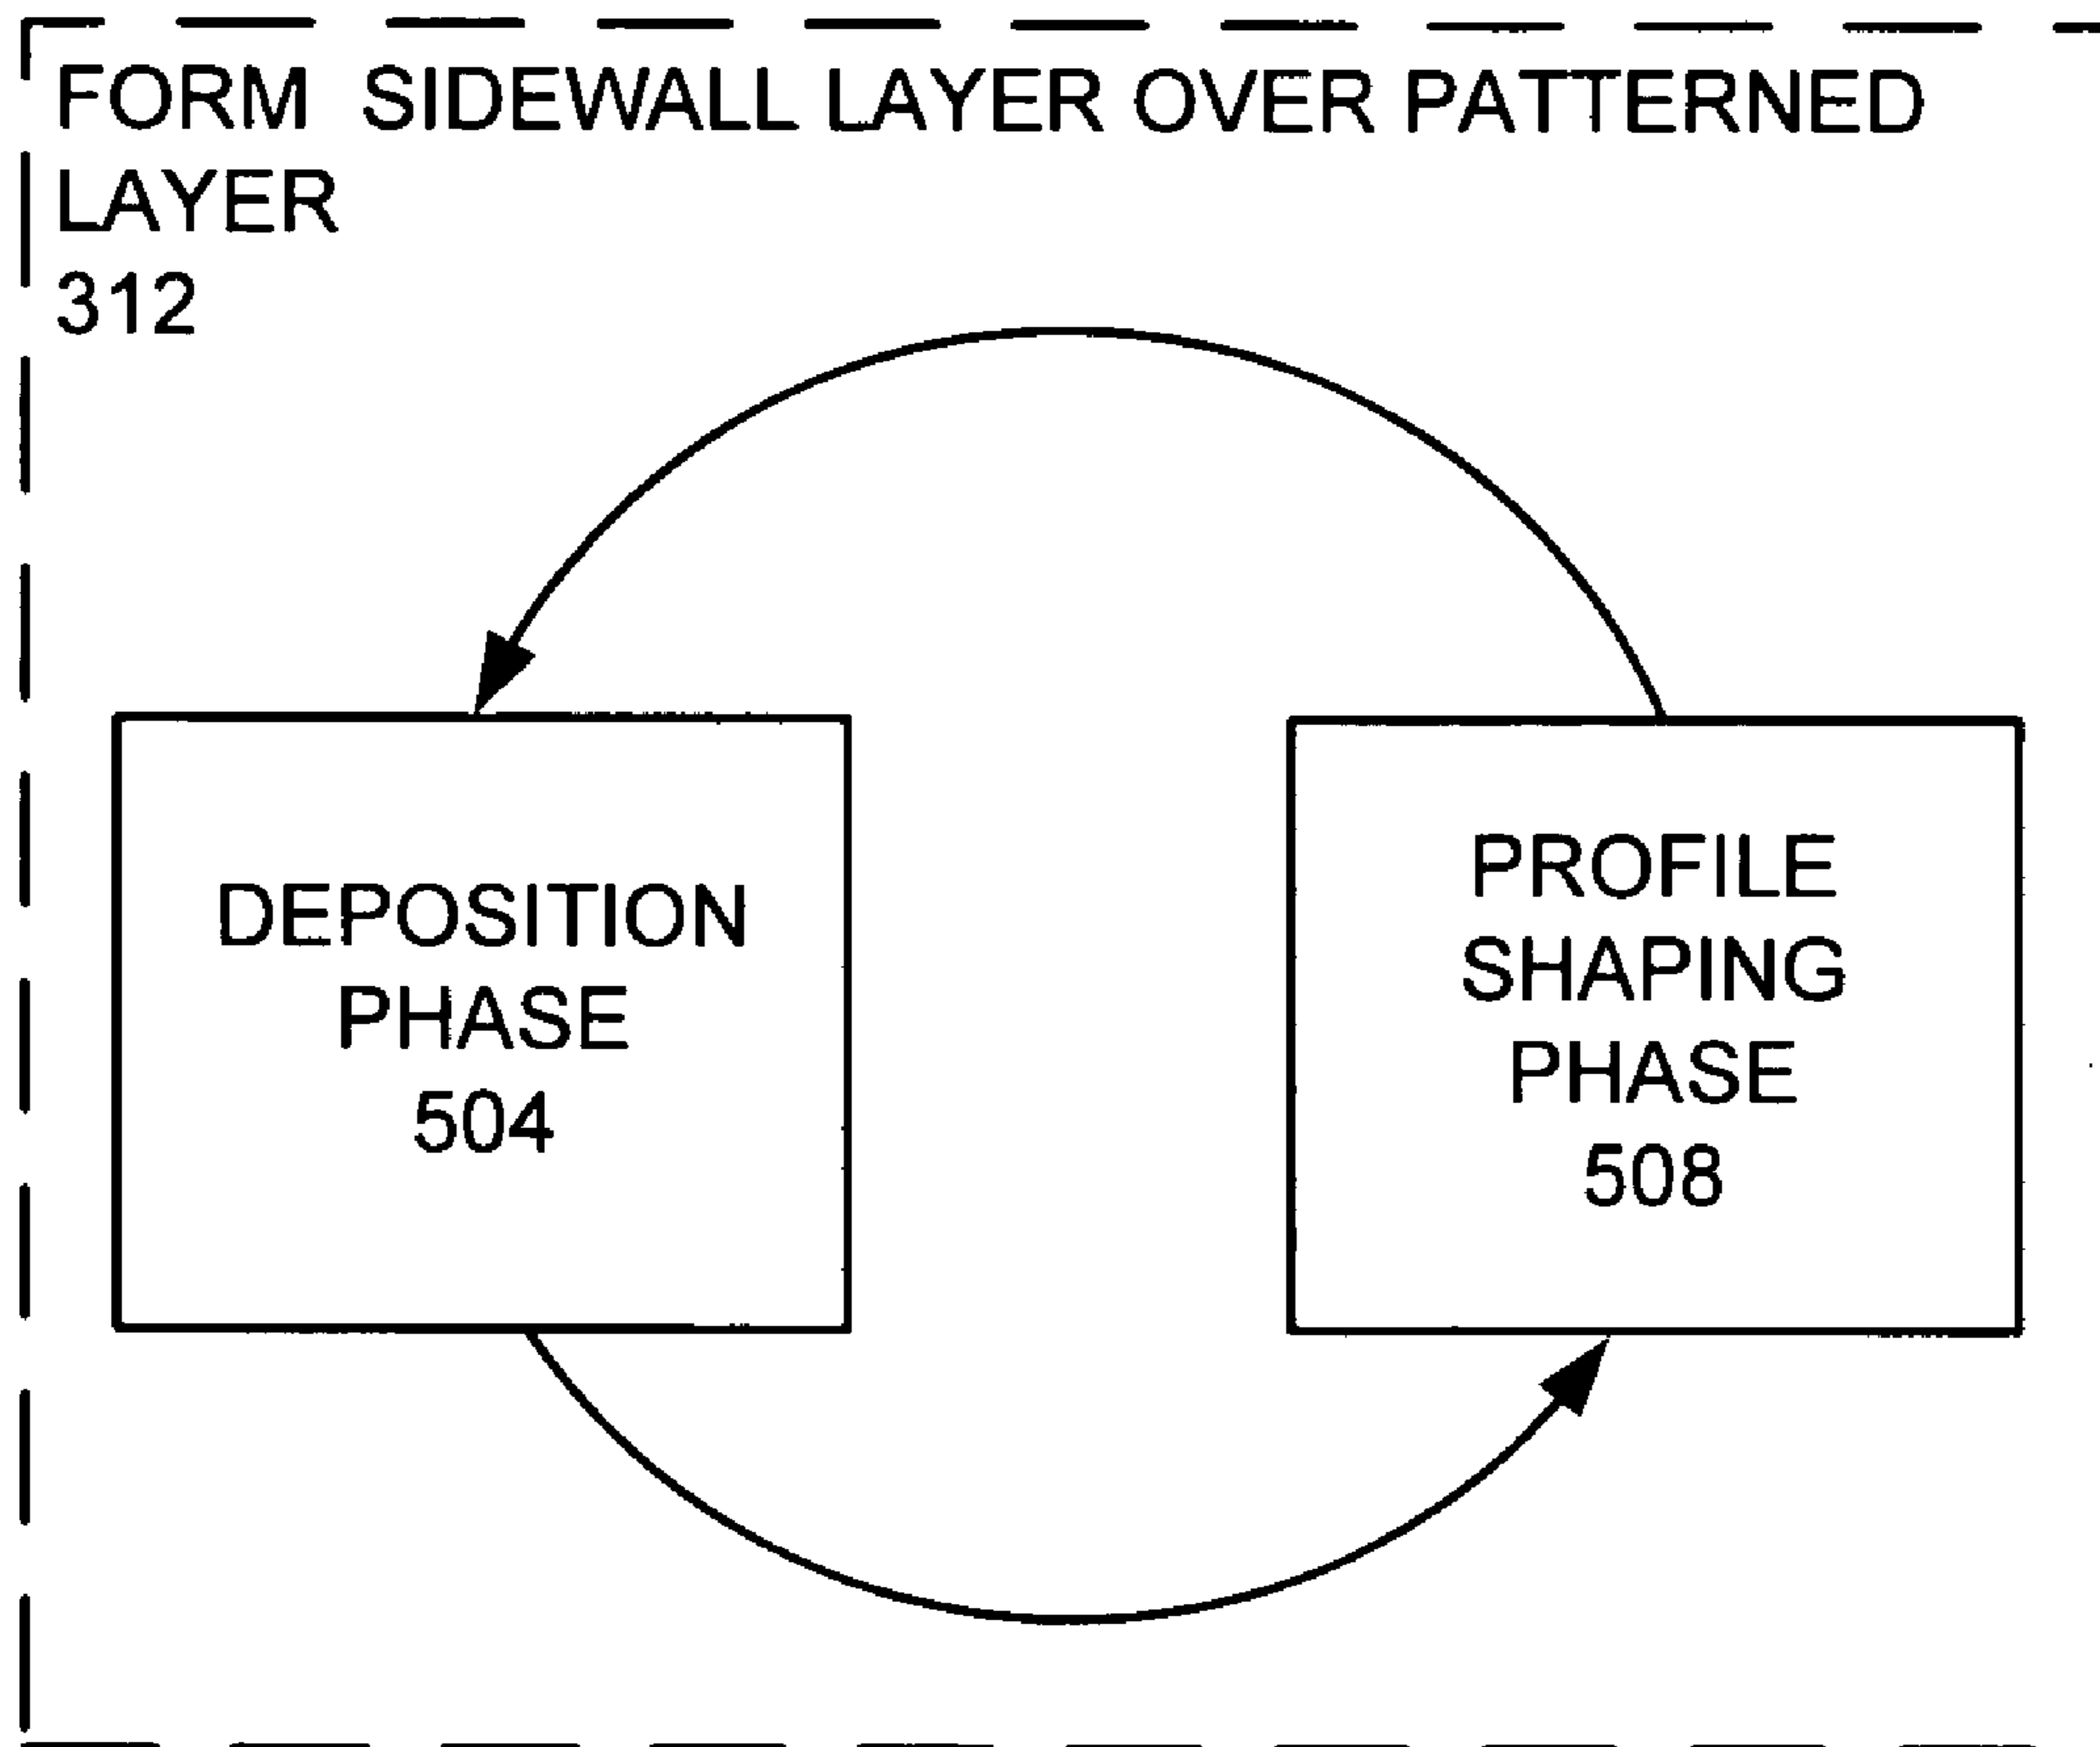 FORM SIDEWALL LAYER OVER PATTERNED
LAYER
312
DEPOSITION
PHASE
504
PROFILE
SHAPING
PHASE
508